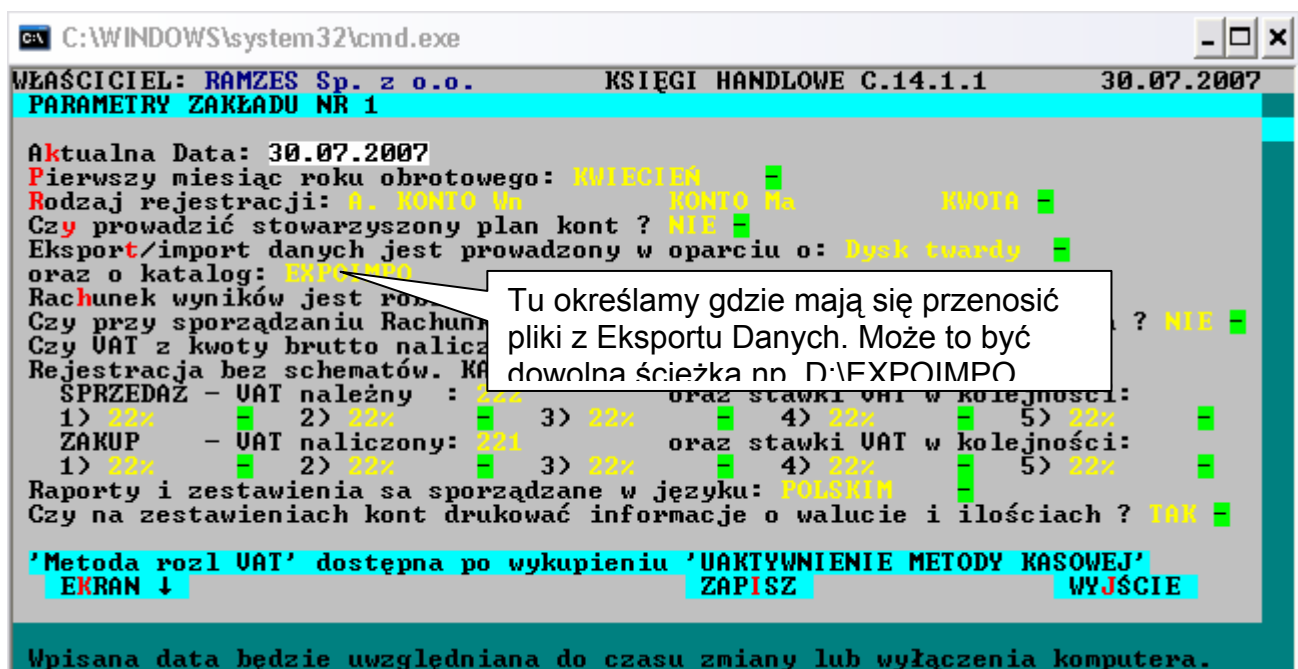 C:\WINDOWS\system32\cmd.exe
WŁAŚCICIEL: RAMZES Sp. z o.o. KSIĘGI HANDLOWE C.14.1.1 30.07.2007
PARAMETRY ZAKŁADU NR 1
Aktualna Data: 30.07.2007
Pierwszy miesiąc roku obrotowego: KWIECIEŃ -
Rodzaj rejestracji: A. KONTO Wn KONTO Ma KWOTA -
Czy prowadzić stowarzyszony plan kont ? NIE -
Eksport/import danych jest prowadzony w oparciu o: Dysk twardy -
oraz o katalog: EXPOIMPO
Rachunek wyników jest
Czy przy sporządzaniu ? NIE -
Czy VAT z kwoty brutto
Rejestracja bez schematów.
Tu określamy gdzie mają się przenosić
pliki z Eksportu Danych. Może to być
dowolna ścieżka np. D:\EXPOIMPO
SPRZEDAŻ - VAT należny : 222 oraz stawki VAT w kolejności:
1) 22% - 2) 22% - 3) 22% - 4) 22% - 5) 22% -
ZAKUP - VAT naliczony: 221 oraz stawki VAT w kolejności:
1) 22% - 2) 22% - 3) 22% - 4) 22% - 5) 22% -
Raporty i zestawienia sa sporządzane w języku: POLSKIM -
Czy na zestawieniach kont drukować informacje o walucie i ilościach ? TAK -
'Metoda rozl VAT' dostępna po wykupieniu 'UAKTYWNIENIE METODY KASOWEJ'
EKRAN ↓ ZAPISZ WYJŚCIE
Wpisana data będzie uwzględniana do czasu zmiany lub wyłączenia komputera.